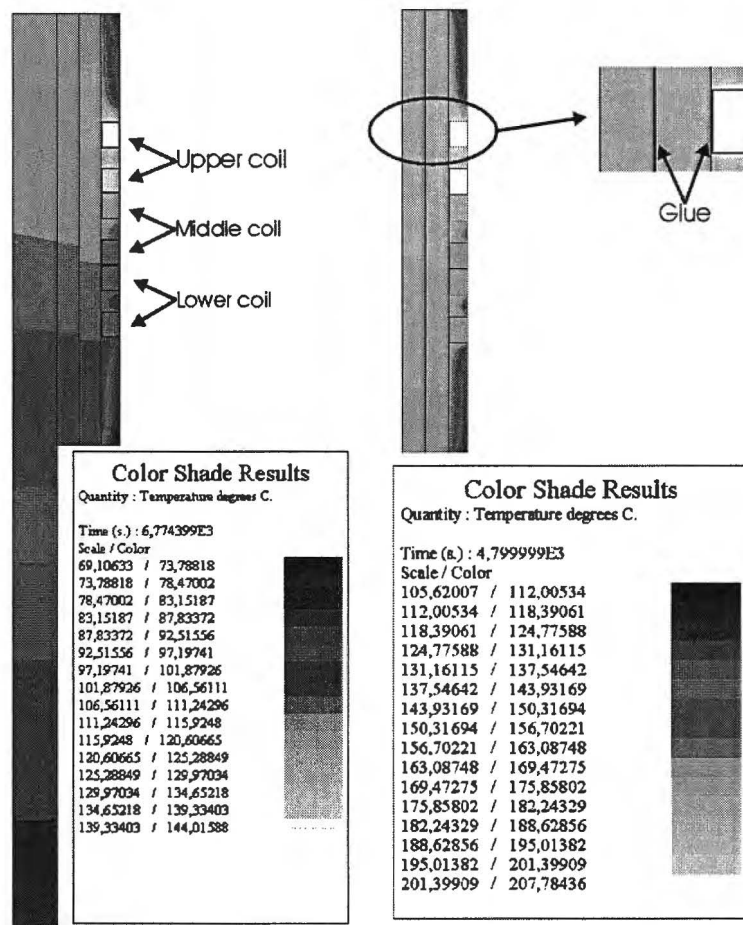 Upper coil
Middle coil
Lower coil
Glue
Color Shade Results
Quantity : Temperature degrees C.
Time (s.) : 6,774399E3
Scale / Color
69,10633 / 73,78818
73,78818 / 78,47002
78,47002 / 83,15187
83,15187 / 87,83372
87,83372 / 92,51556
92,51556 / 97,19741
97,19741 / 101,87926
101,87926 / 106,56111
106,56111 / 111,24296
111,24296 / 115,9248
115,9248 / 120,60665
120,60665 / 125,28849
125,28849 / 129,97034
129,97034 / 134,65218
134,65218 / 139,33403
139,33403 / 144,01588
Color Shade Results
Quantity : Temperature degrees C.
Time (s.) : 4,799999E3
Scale / Color
105,62007 / 112,00534
112,00534 / 118,39061
118,39061 / 124,77588
124,77588 / 131,16115
131,16115 / 137,54642
137,54642 / 143,93169
143,93169 / 150,31694
150,31694 / 156,70221
156,70221 / 163,08748
163,08748 / 169,47275
169,47275 / 175,85802
175,85802 / 182,24329
182,24329 / 188,62856
188,62856 / 195,01382
195,01382 / 201,39909
201,39909 / 207,78436